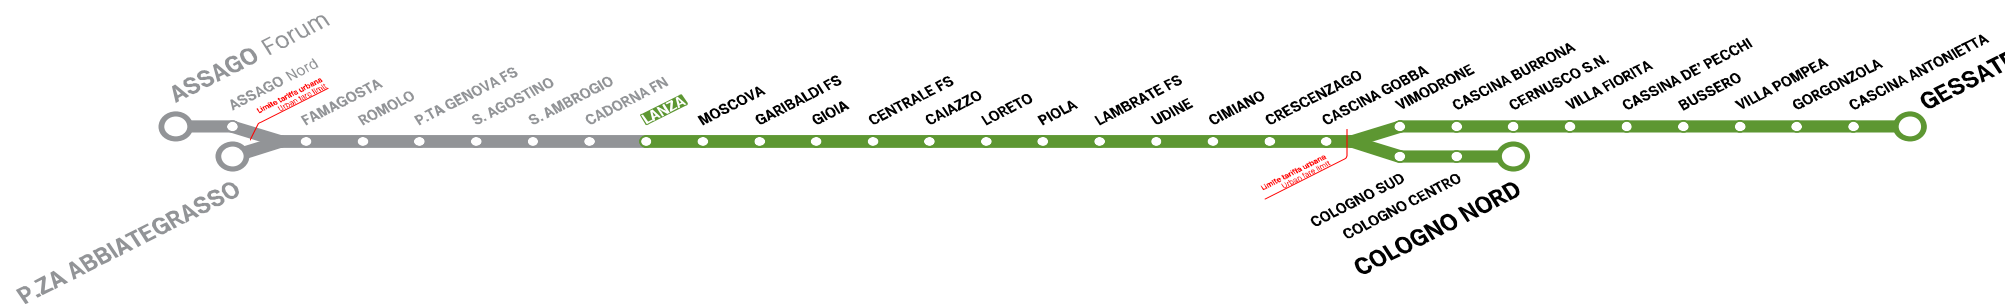 ASSAGO Forum
ASSAGO Nord
Limite tariffa urbana
Urban fare limit
P.ZA ABBIATEGRASSO
FAMAGOSTA
ROMOLO
P.TA GENOVA FS
S. AGOSTINO
S. AMBROGIO
CADORNA FN
LANZA
MOSCOVA
GARIBALDI FS
GIOIA
CENTRALE FS
CAIAZZO
LORETO
PIOLA
LAMBRATE FS
UDINE
CIMIANO
CRESCENZAGO
CASCINA GOBBA
Limite tariffa urbana
Urban fare limit
VIMODRONE
CASCINA BURRONA
CERNUSCO S.N.
VILLA FIORITA
CASSINA DE' PECCHI
BUSSERO
VILLA POMPEA
GORGONZOLA
CASCINA ANTONIETTA
GESSATE
COLOGNO SUD
COLOGNO CENTRO
COLOGNO NORD